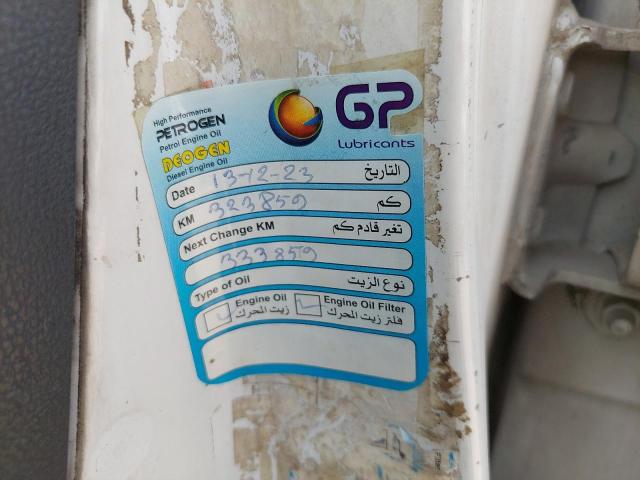 High Performance
PETROGEN
Petrol Engine Oil
DEOGEN
Diesel Engine Oil
GP
Lubricants
Date 13-12-23 التاريخ
KM 323859 كم
Next Change KM تغير قادم كم
333859
Type of Oil نوع الزيت
Engine Oil Engine Oil Filter
زيت المحرك فلتر زيت المحرك